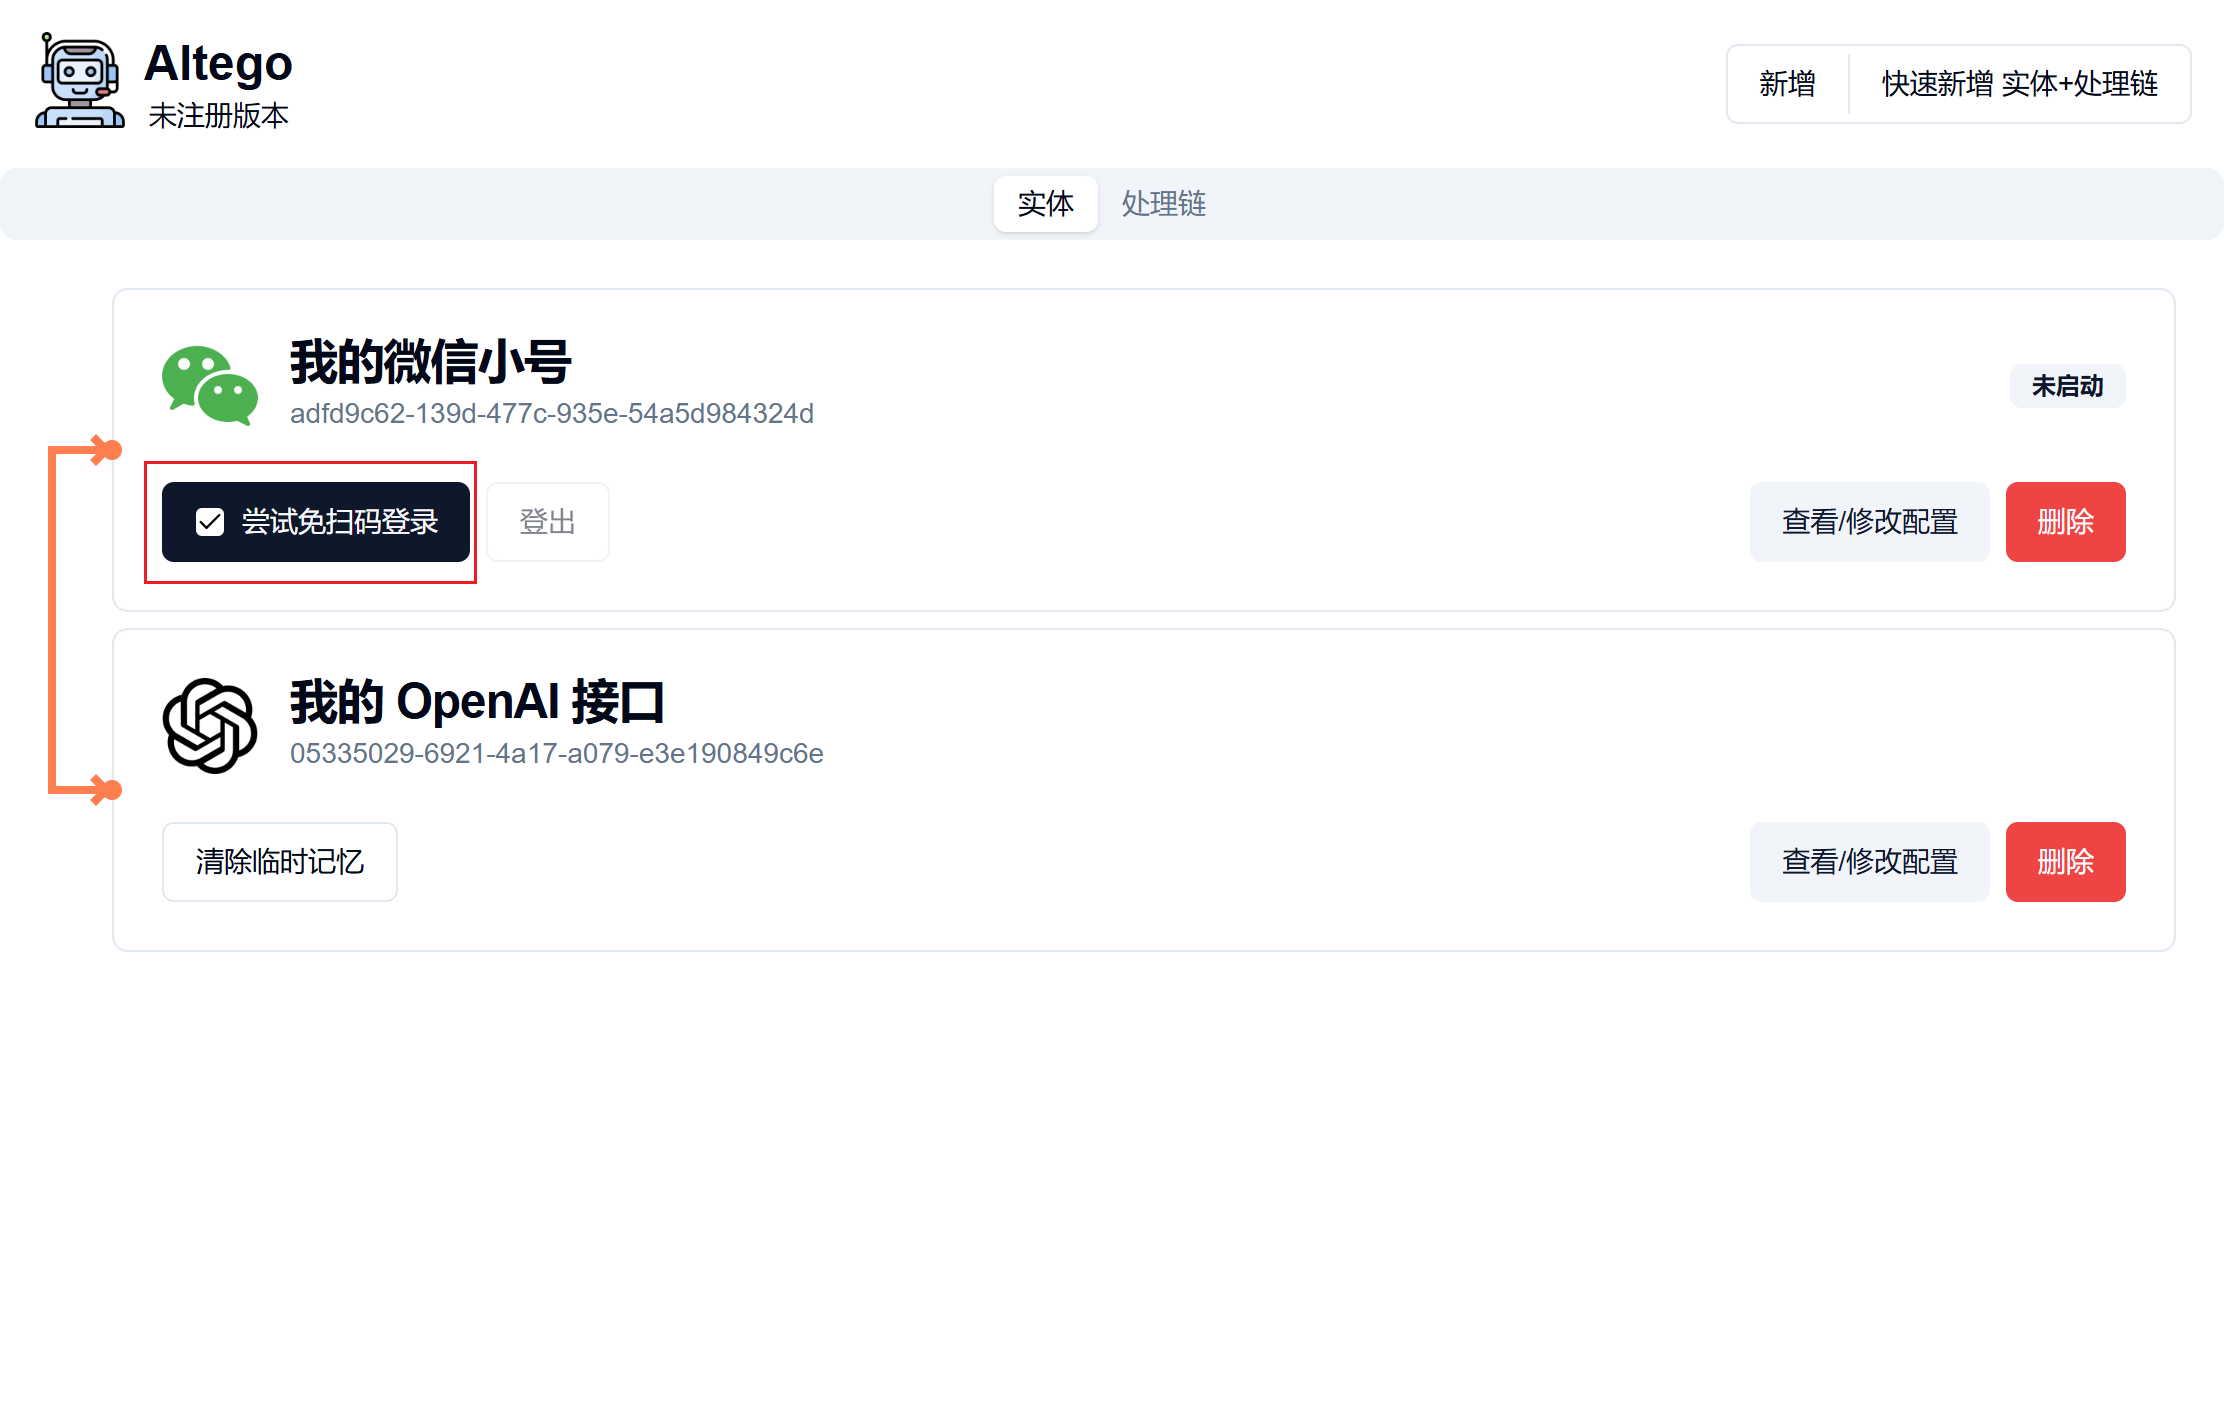 AItego
未注册版本
新增
快速新增 实体+处理链
实体
处理链
我的微信小号
adfd9c62-139d-477c-935e-54a5d984324d
未启动
尝试免扫码登录
登出
查看/修改配置
删除
我的 OpenAI 接口
05335029-6921-4a17-a079-e3e190849c6e
清除临时记忆
查看/修改配置
删除